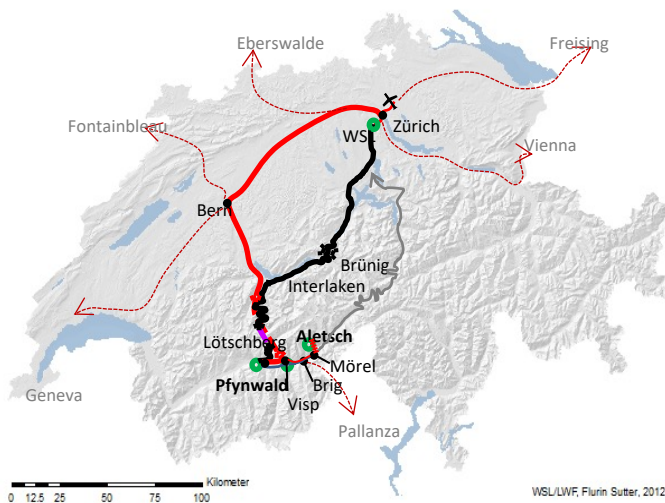 Eberswalde
Freising
Fontainbleau
WSL
Zürich
Vienna
Bern
Brünig
Interlaken
Lötschberg
Aletsch
Mörel
Pfynwald
Brig
Geneva
Visp
Pallanza
Kilometer
0 12.5 25 50 75 100
WSL/LWF, Flurin Sutter, 2012